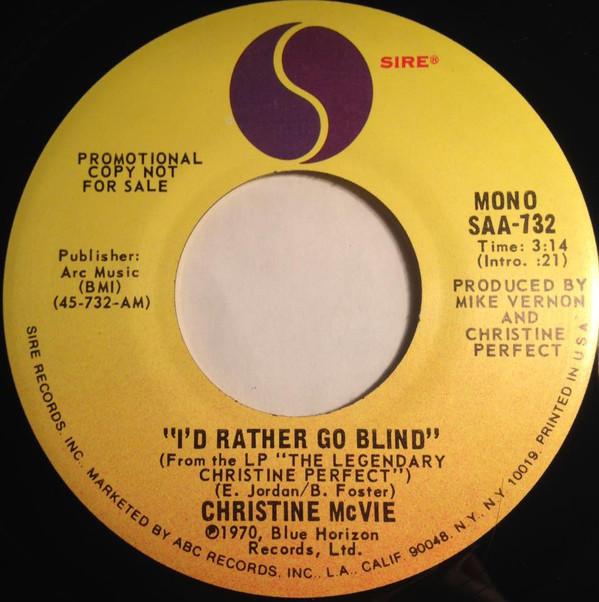 SIRE®
PROMOTIONAL
COPY NOT
FOR SALE
MONO
SAA-732
Time: 3:14
(Intro. :21)
Publisher:
Arc Music
(BMI)
(45-732-AM)
PRODUCED BY
MIKE VERNON
AND
CHRISTINE
PERFECT
"I'D RATHER GO BLIND"
(From the LP "THE LEGENDARY
CHRISTINE PERFECT")
(E. Jordan/B. Foster)
CHRISTINE McVIE
℗1970, Blue Horizon
Records, Ltd.
SIRE RECORDS, INC., MARKETED BY ABC RECORDS, INC., L.A., CALIF. 90048. N.Y., N.Y. 10019. PRINTED IN U.S.A.